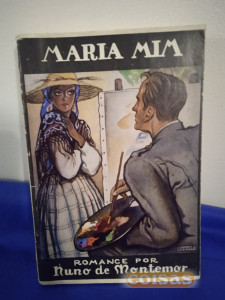 MARIA MIM
ROMANCE POR
Nuno de Montemor
coisas